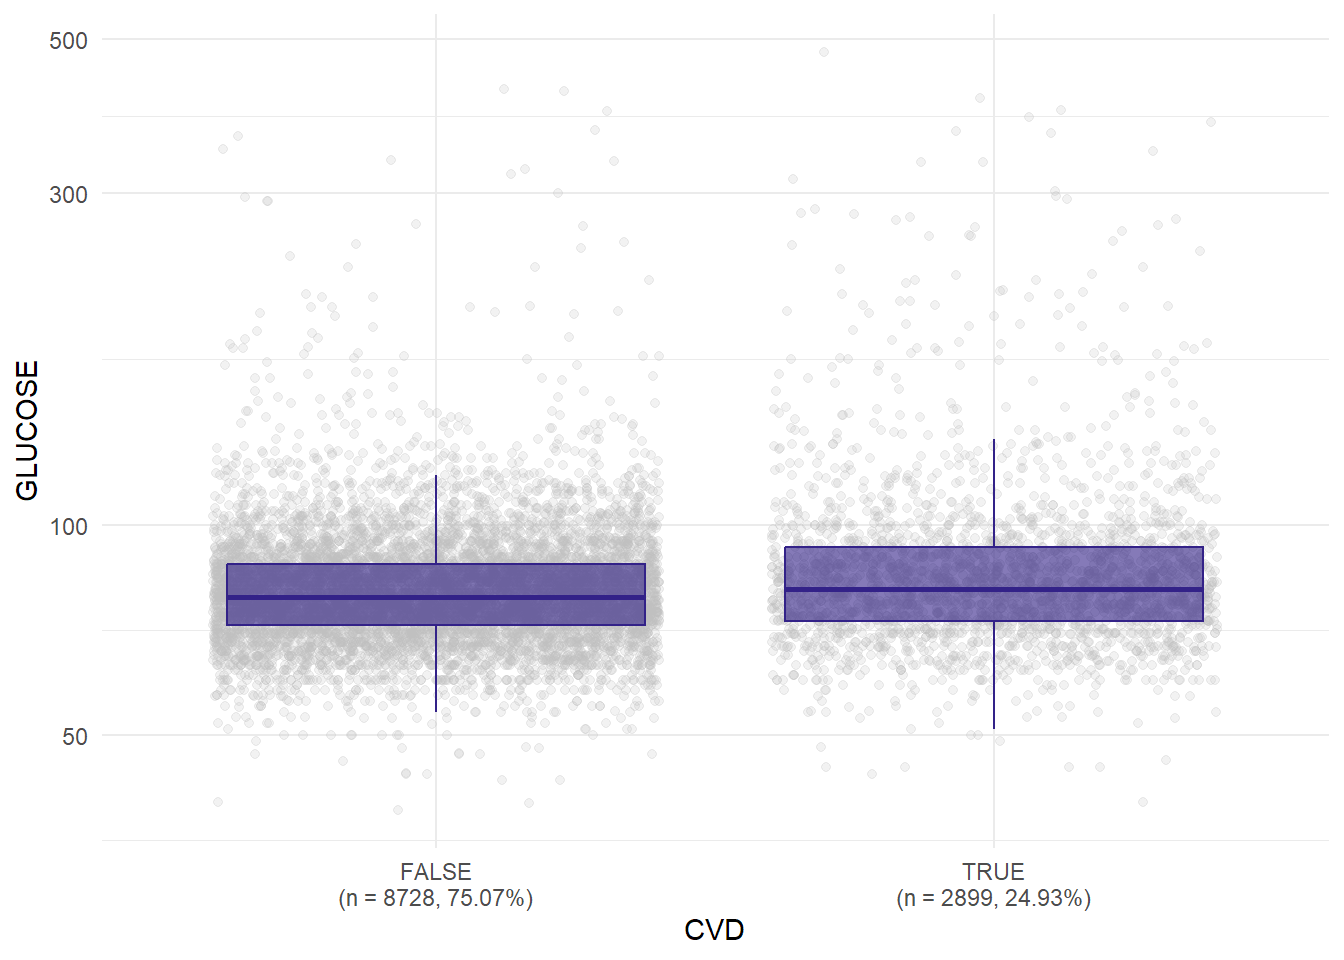 500
300
100
50
GLUCOSE
FALSE
(n = 8728, 75.07%)
TRUE
(n = 2899, 24.93%)
CVD